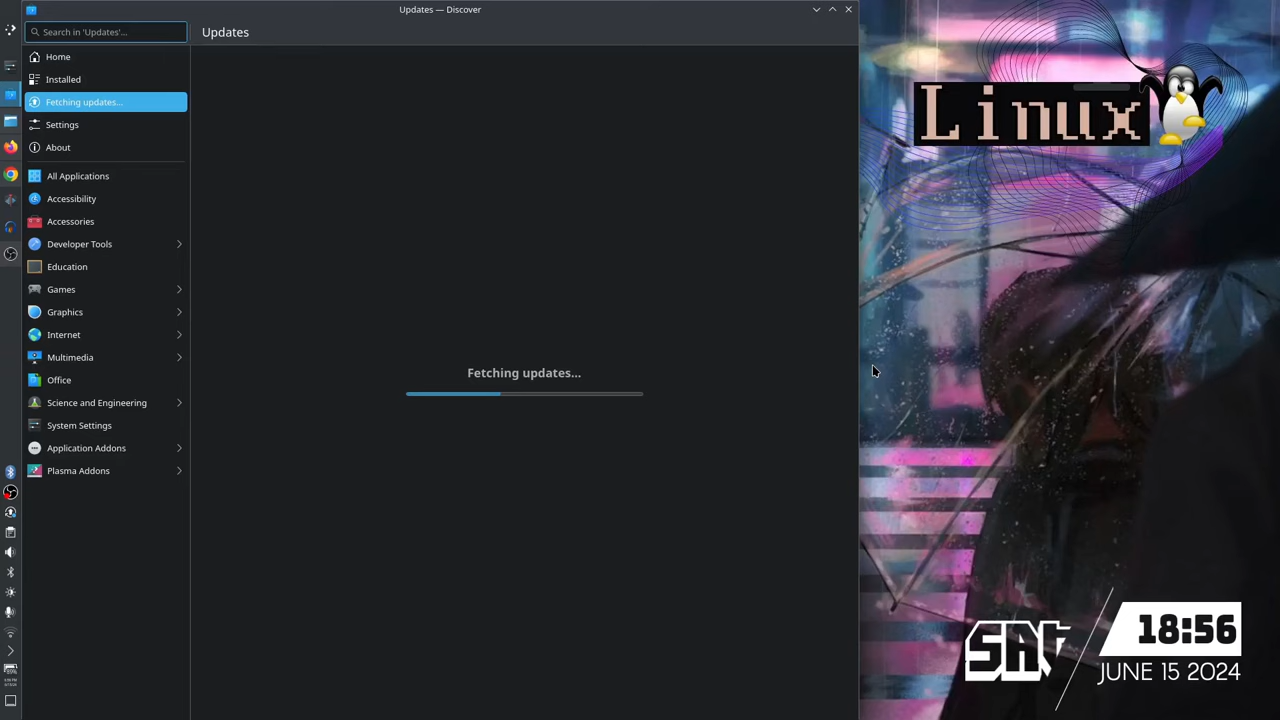 Updates — Discover
Search in 'Updates'...
Updates
Home
Installed
Fetching updates...
Settings
About
All Applications
Accessibility
Accessories
Developer Tools
Education
Games
Graphics
Internet
Multimedia
Office
Science and Engineering
System Settings
Application Addons
Plasma Addons
Fetching updates...
Linux
SAT
18:56
JUNE 15 2024